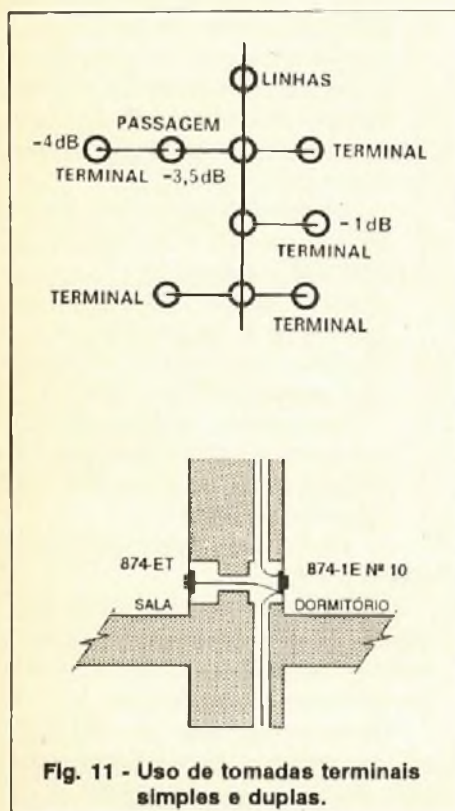 LINHAS
PASSAGEM
-4dB
TERMINAL
TERMINAL -3,5dB
-1dB
TERMINAL
TERMINAL
TERMINAL
874-ET
874-1E Nº 10
SALA
DORMITÓRIO
Fig. 11 - Uso de tomadas terminais
simples e duplas.